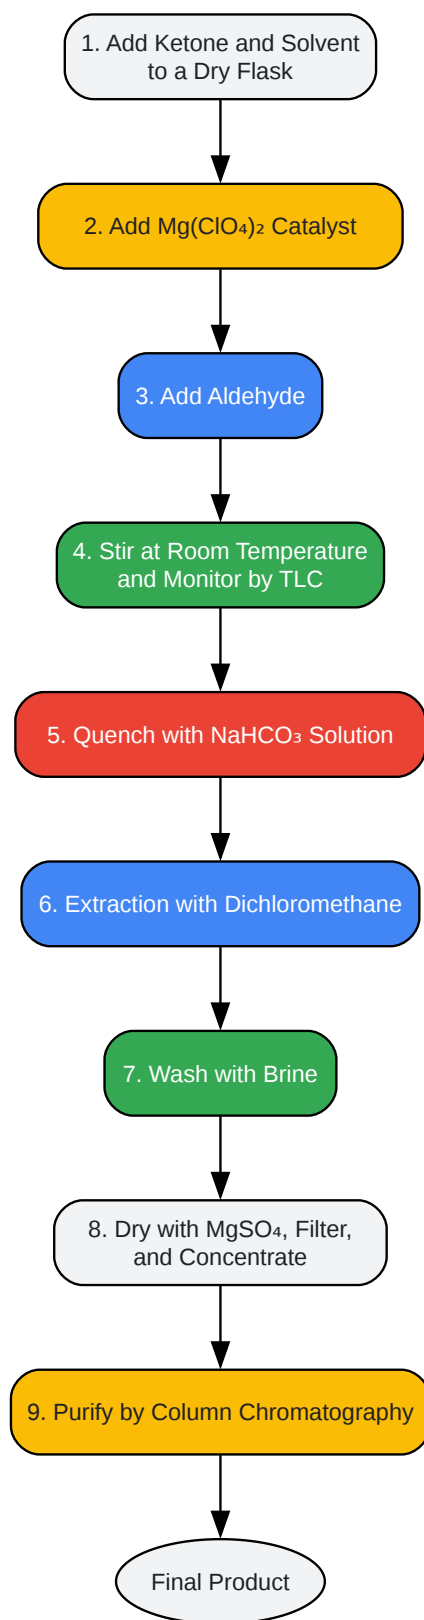 1. Add Ketone and Solvent
to a Dry Flask
2. Add Mg(ClO₄)₂ Catalyst
3. Add Aldehyde
4. Stir at Room Temperature
and Monitor by TLC
5. Quench with NaHCO₃ Solution
6. Extraction with Dichloromethane
7. Wash with Brine
8. Dry with MgSO₄, Filter,
and Concentrate
9. Purify by Column Chromatography
Final Product